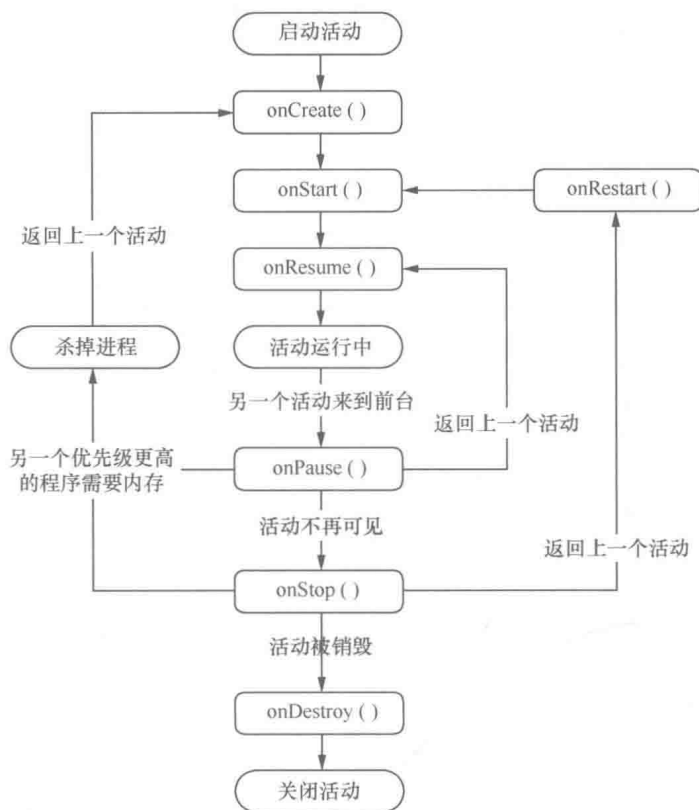 启动活动
onCreate ( )
onStart ( )
onRestart ( )
返回上一个活动
onResume ( )
杀掉进程
活动运行中
另一个活动来到前台
返回上一个活动
另一个优先级更高
的程序需要内存
onPause ( )
活动不再可见
返回上一个活动
onStop ( )
活动被销毁
onDestroy ( )
关闭活动